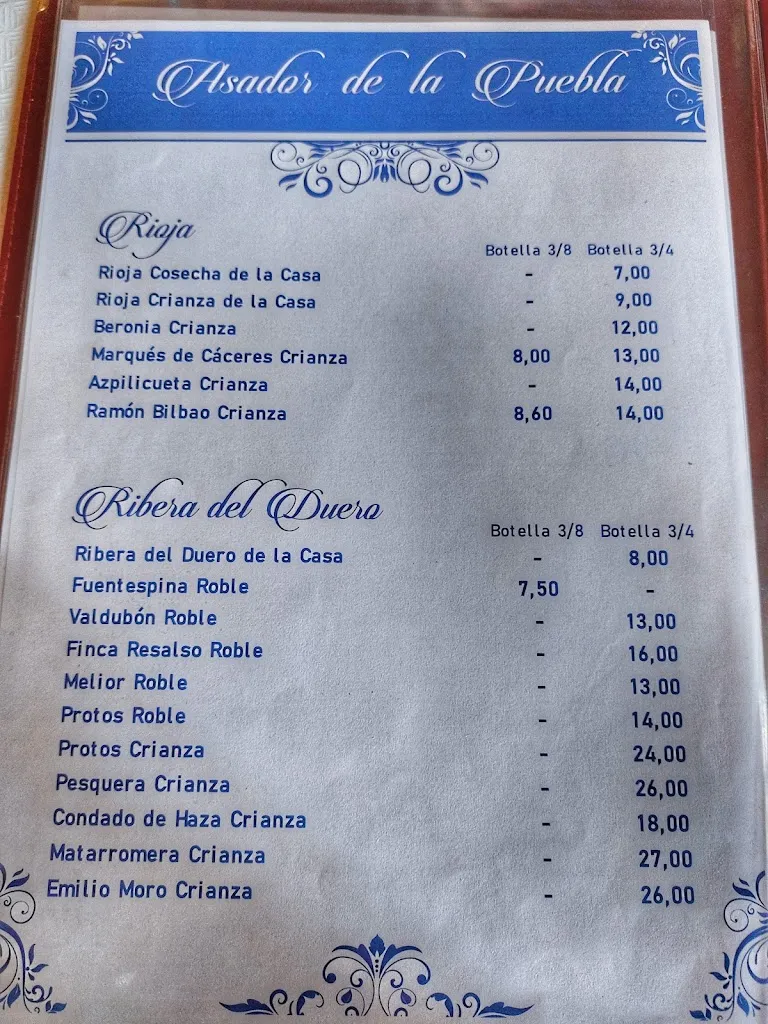 Asador de la Puebla
Rioja
Botella 3/8 Botella 3/4
Rioja Cosecha de la Casa - 7,00
Rioja Crianza de la Casa - 9,00
Beronia Crianza - 12,00
Marqués de Cáceres Crianza 8,00 13,00
Azpilicueta Crianza - 14,00
Ramón Bilbao Crianza 8,60 14,00
Ribera del Duero
Botella 3/8 Botella 3/4
Ribera del Duero de la Casa - 8,00
Fuentespina Roble 7,50 -
Valdubón Roble - 13,00
Finca Resalso Roble - 16,00
Melior Roble - 13,00
Protos Roble - 14,00
Protos Crianza - 24,00
Pesquera Crianza - 26,00
Condado de Haza Crianza - 18,00
Matarromera Crianza - 27,00
Emilio Moro Crianza - 26,00